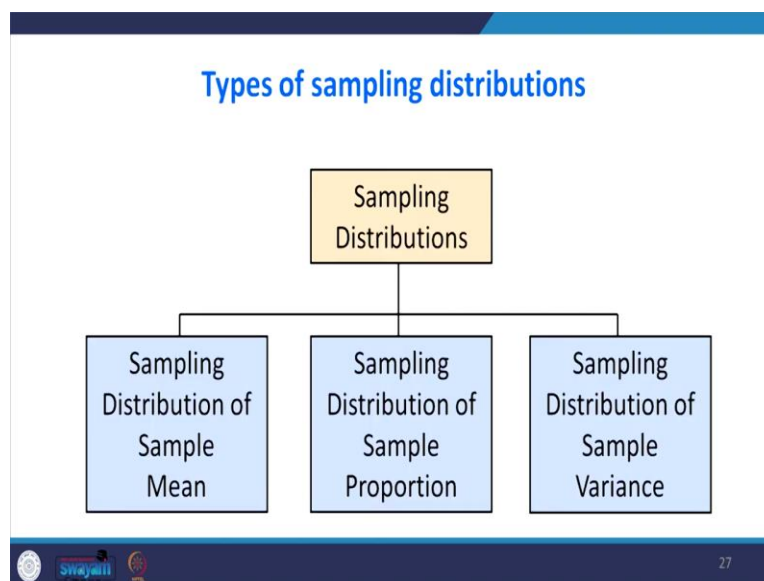 Types of sampling distributions
Sampling
Distributions
Sampling
Distribution of
Sample
Mean
Sampling
Distribution of
Sample
Proportion
Sampling
Distribution of
Sample
Variance
swayam
27